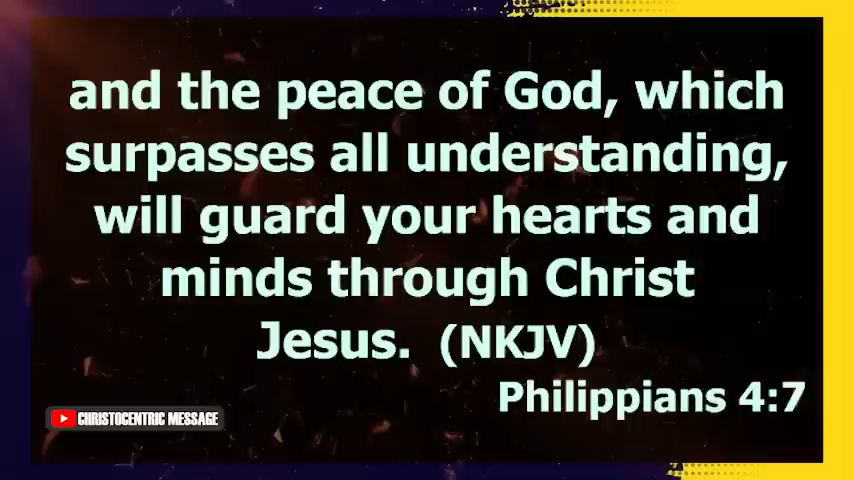 and the peace of God, which
surpasses all understanding,
will guard your hearts and
minds through Christ
Jesus. (NKJV)
Philippians 4:7
CHRISTOCENTRIC MESSAGE